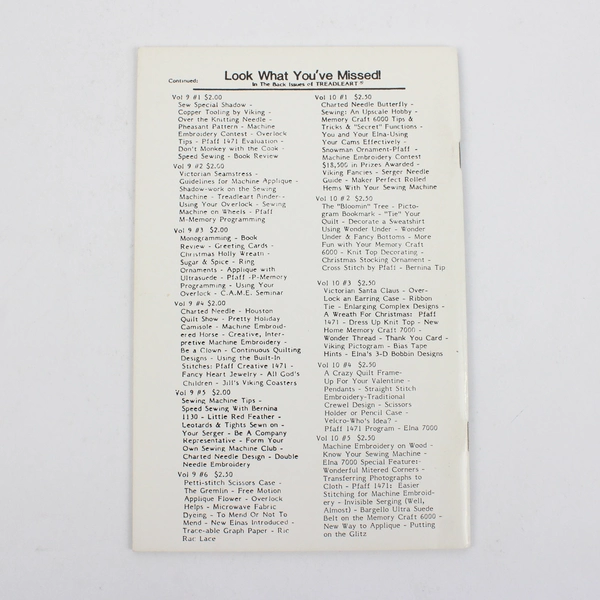 Continued:
Look What You've Missed!
In The Back Issues of TREADLEART®
Vol 9 #1 $2.00
Sew Special Shadow -
Copper Tooling by Viking -
Over the Knitting Needle -
Pheasant Pattern - Machine
Embroidery Contest - Overlock
Tips - Pfaff 1471 Evaluation -
Don't Monkey with the Cook -
Speed Sewing - Book Review
Vol 9 #2 $2.00
Victorian Seamstress -
Guidelines for Machine Applique -
Shadow-work on the Sewing
Machine - Treadleart Binder-
Using Your Overlock - Sewing
Machine on Wheels - Pfaff
M-Memory Programming
Vol 9 #3 $2.00
Monogramming - Book
Review - Greeting Cards -
Christmas Holly Wreath -
Sugar & Spice - Ring
Ornaments - Applique with
Ultrasuede - Pfaff -P-Memory
Programming - Using Your
Overlock - C.A.M.E. Seminar
Vol 9 #4 $2.00
Charted Needle - Houston
Quilt Show - Pretty Holiday
Camisole - Machine Embroid-
ered Horse - Creative, Inter-
pretive Machine Embroidery -
Be a Clown - Continuous Quilting
Designs - Using the Built-In
Stitches: Pfaff Creative 1471 -
Fancy Heart Jewelry - All God's
Children - Jill's Viking Coasters
Vol 9 #5 $2.00
Sewing Machine Tips -
Speed Sewing With Bernina
1130 - Little Red Feather -
Leotards & Tights Sewn on -
Your Serger - Be A Company
Representative - Form Your
Own Sewing Machine Club -
Charted Needle Design - Double
Needle Embroidery
Vol 9 #6 $2.50
Petti-stitch Scissors Case -
The Gremlin - Free Motion
Applique Flower - Overlock
Helps - Microwave Fabric
Dyeing - To Mend Or Not To
Mend - New Elnas Introduced -
Trace-able Graph Paper - Ric
Rac Lace
Vol 10 #1 $2.50
Charted Needle Butterfly -
Sewing: An Upscale Hobby -
Memory Craft 6000 Tips &
Tricks & "Secret" Functions -
You and Your Elna-Using
Your Cams Effectively -
Snowman Ornament-Pfaff -
Machine Embroidery Contest
$18,500 in Prizes Awarded -
Viking Fancies - Serger Needle
Guide - Maker Perfect Rolled
Hems With Your Sewing Machine
Vol 10 #2 $2.50
The "Bloomin" Tree - Picto-
gram Bookmark - "Tie" Your
Quilt - Decorate a Sweatshirt
Using Wonder Under - Wonder
Under & Fancy Bottoms - More
Fun with Your Memory Craft
6000 - Knit Top Decorating -
Christmas Stocking Ornament -
Cross Stitch by Pfaff - Bernina Tip
Vol 10 #3 $2.50
Victorian Santa Claus - Over-
Lock an Earring Case - Ribbon
Tie - Enlarging Complex Designs -
A Wreath For Christmas: Pfaff
1471 - Dress Up Knit Top - New
Home Memory Craft 7000 -
Wonder Thread - Thank You Card -
Viking Pictogram - Bias Tape
Hints - Elna's 3-D Bobbin Designs
Vol 10 #4 $2.50
A Crazy Quilt Frame-
Up For Your Valentine -
Pendants - Straight Stitch
Embroidery-Traditional
Crewel Design - Scissors
Holder or Pencil Case -
Velcro-Who's Idea? -
Pfaff 1471 Program - Elna 7000
Vol 10 #5 $2.50
Machine Embroidery on Wood -
Know Your Sewing Machine -
Elna 7000 Special Feature:-
Wonderful Mitered Corners -
Transferring Photographs to
Cloth - Pfaff 1471: Easier
Stitching for Machine Embroid-
ery - Invisible Serging (Well,
Almost) - Bargello Ultra Suede
Belt on the Memory Craft 6000 -
New Way to Applique - Putting
on the Glitz